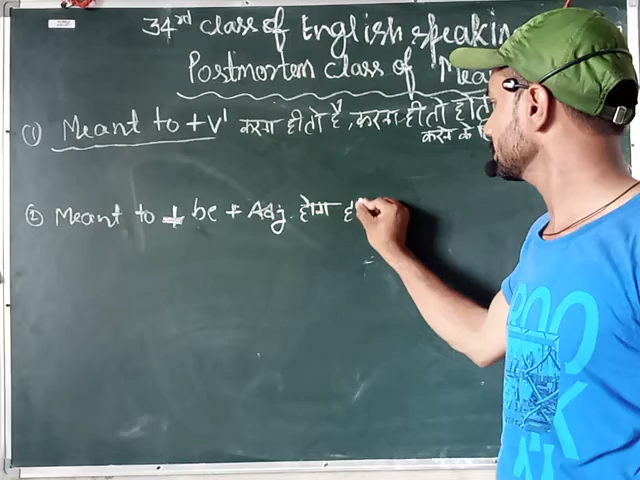 34rd class of English speakin
Postmortem class of Mea
(1) Meant to + V¹ करना ही तो है, करना ही तो होत
करने के
(2) Meant to + be + Adj. होना ह
POO